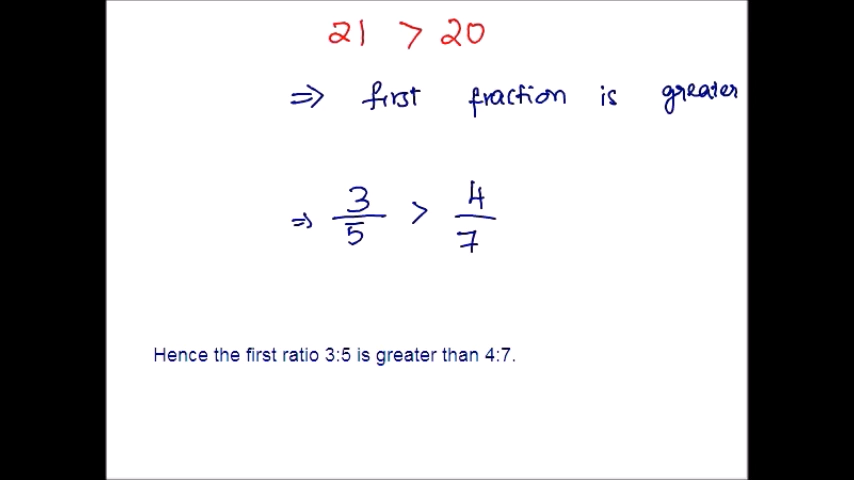 21 > 20
⇒ first fraction is greater
⇒ 3/5 > 4/7
Hence the first ratio 3:5 is greater than 4:7.